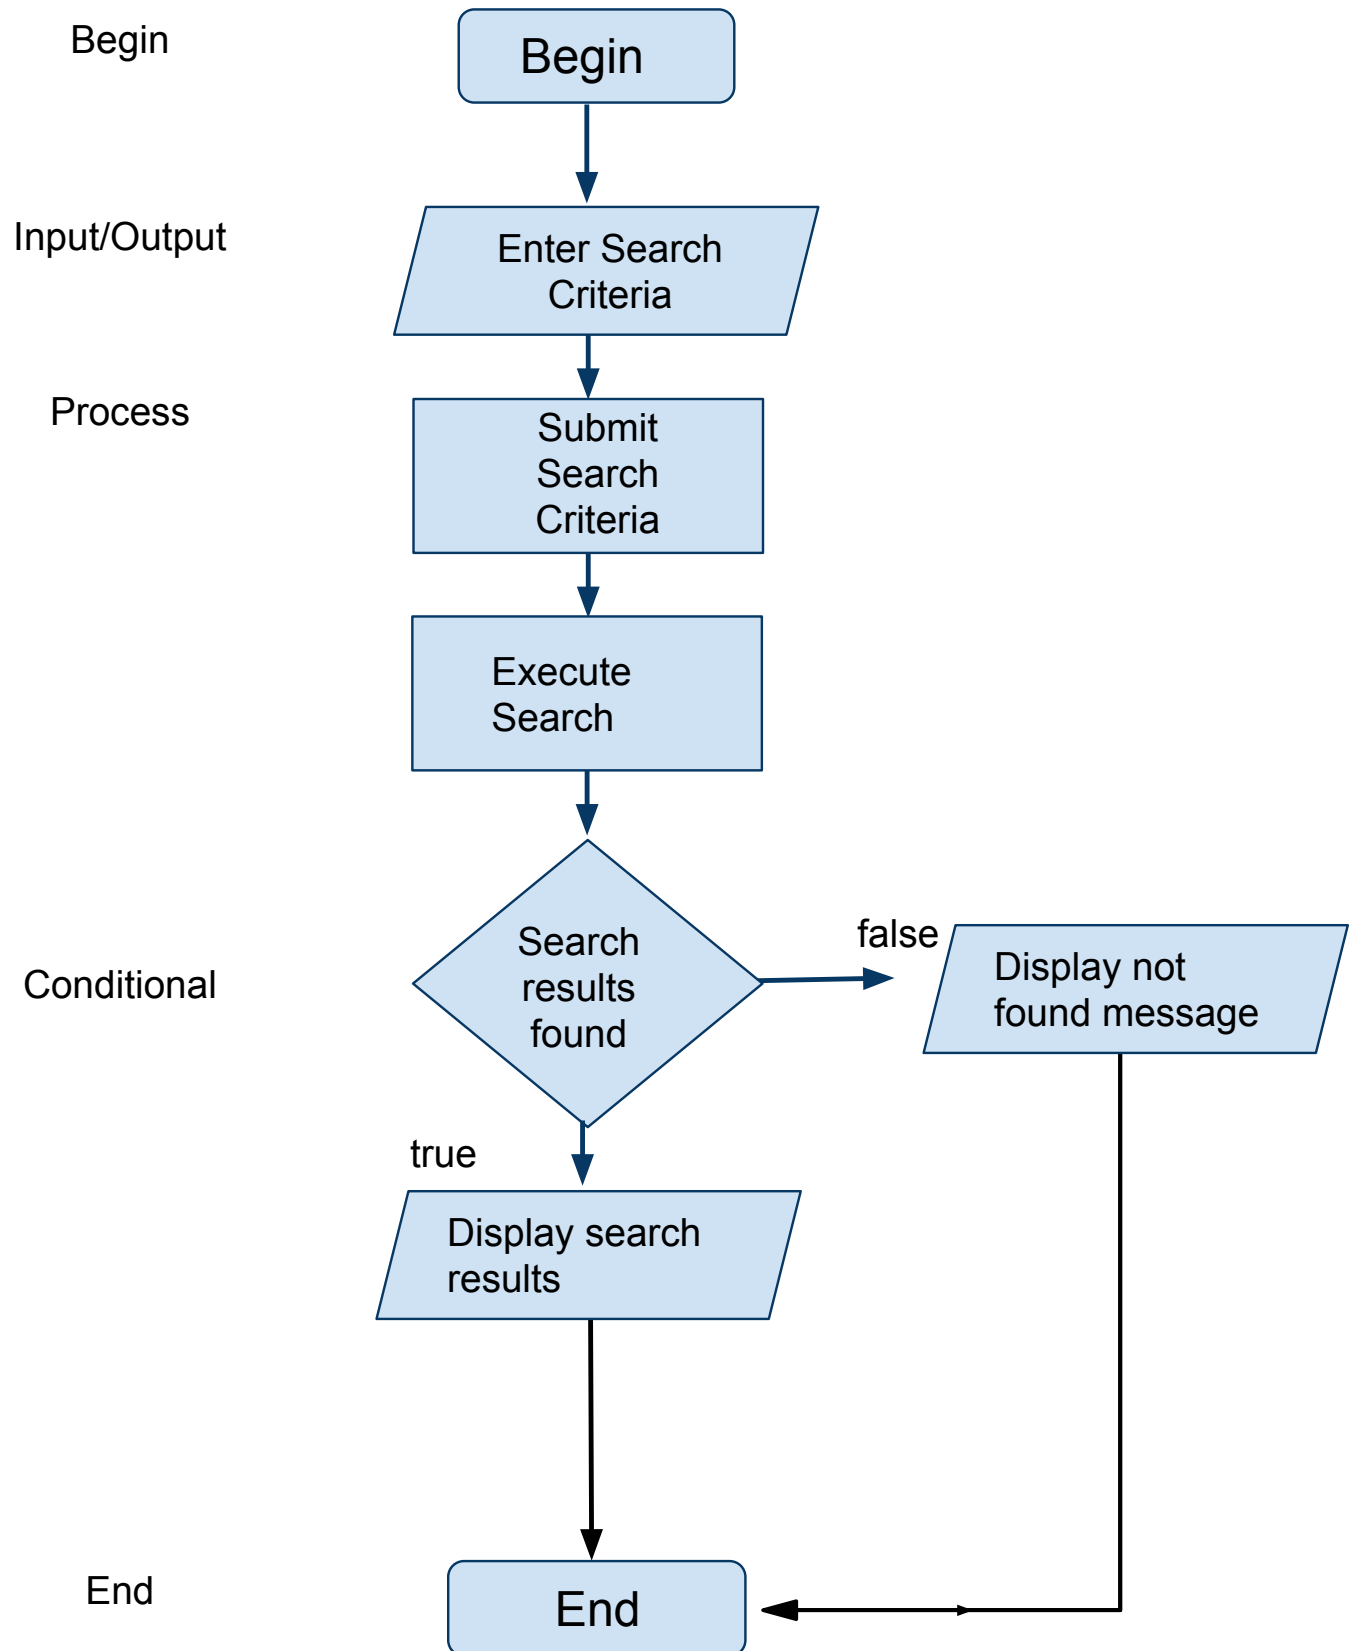 Begin
Begin
Input/Output
Enter Search
Criteria
Process
Submit
Search
Criteria
Execute
Search
Conditional
Search
results
found
false
Display not
found message
true
Display search
results
End
End